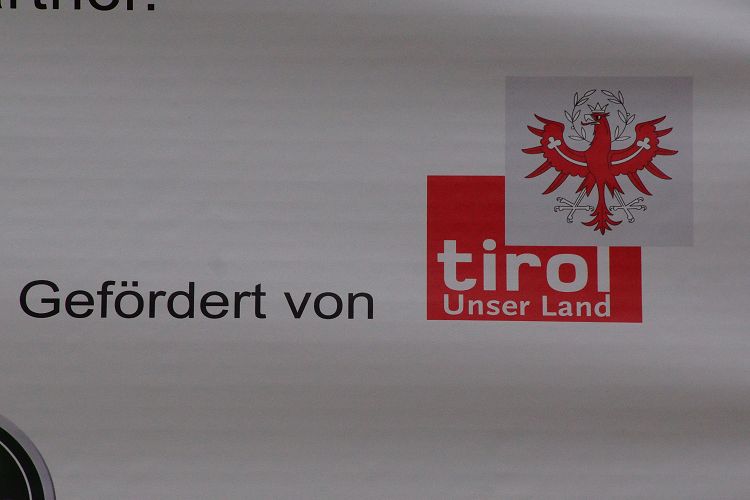 Gefördert von
tirol
Unser Land